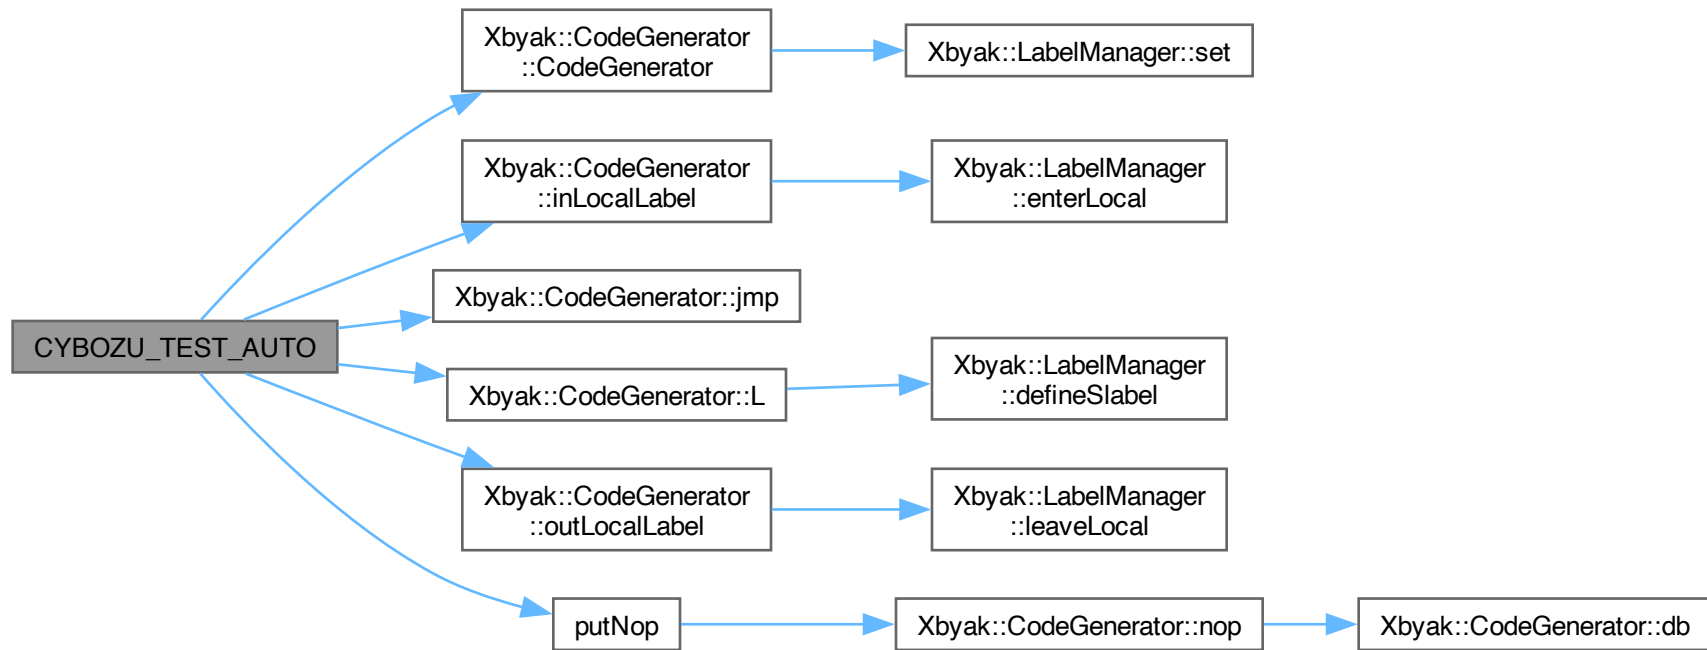 Xbyak::CodeGenerator
::CodeGenerator
Xbyak::LabelManager::set
Xbyak::CodeGenerator
::inLocalLabel
Xbyak::LabelManager
::enterLocal
Xbyak::CodeGenerator::jmp
CYBOZU_TEST_AUTO
Xbyak::CodeGenerator::L
Xbyak::LabelManager
::defineSlabel
Xbyak::CodeGenerator
::outLocalLabel
Xbyak::LabelManager
::leaveLocal
putNop
Xbyak::CodeGenerator::nop
Xbyak::CodeGenerator::db